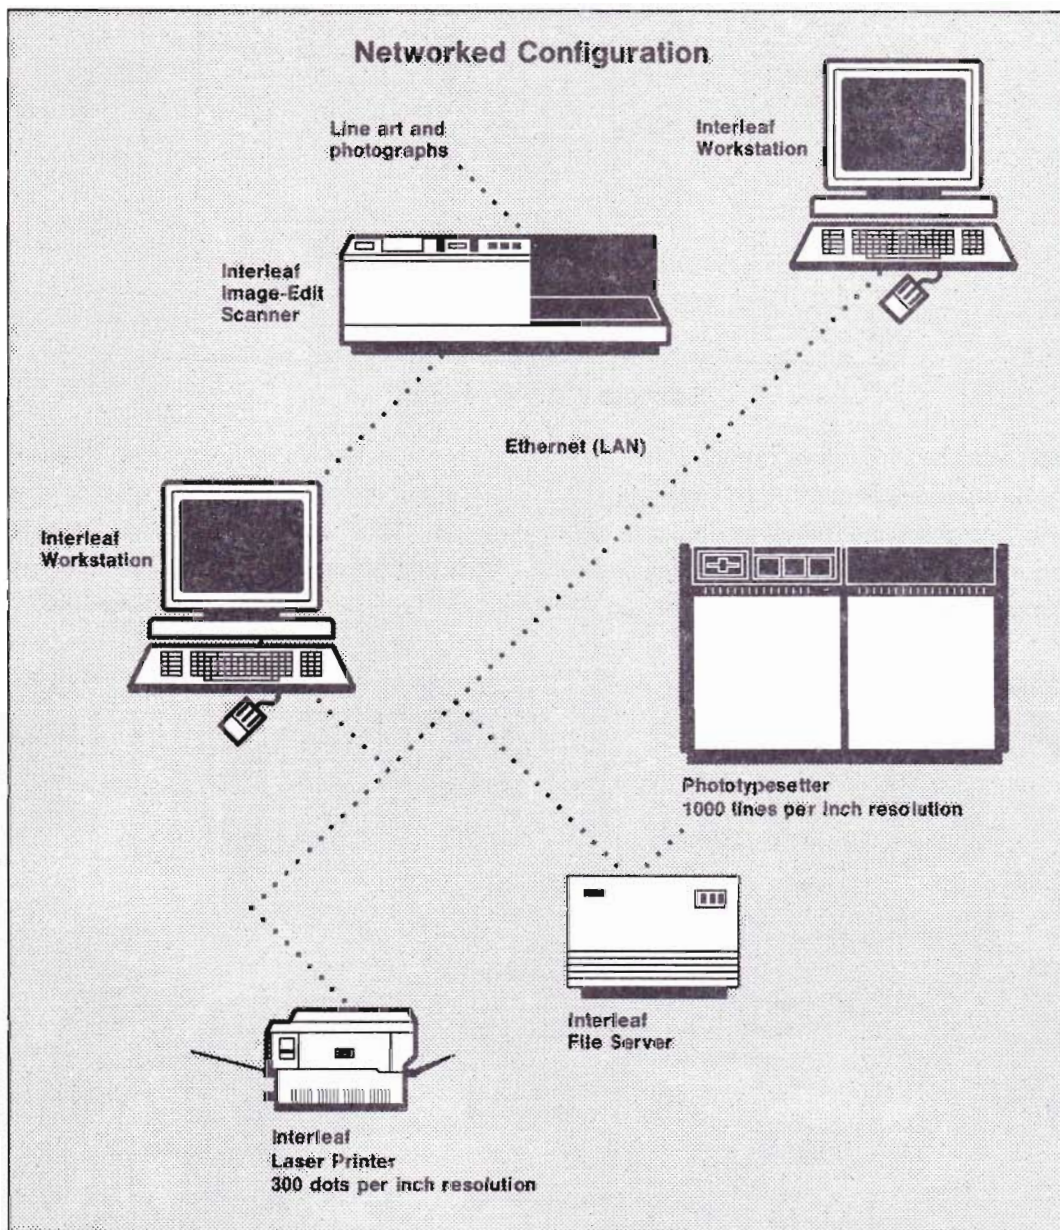 Networked Configuration
Line art and
photographs
Interleaf
Workstation
Interleaf
Image-Edit
Scanner
Ethernet (LAN)
Interleaf
Workstation
Phototypesetter
1000 lines per inch resolution
Interleaf
File Server
Interleaf
Laser Printer
300 dots per inch resolution